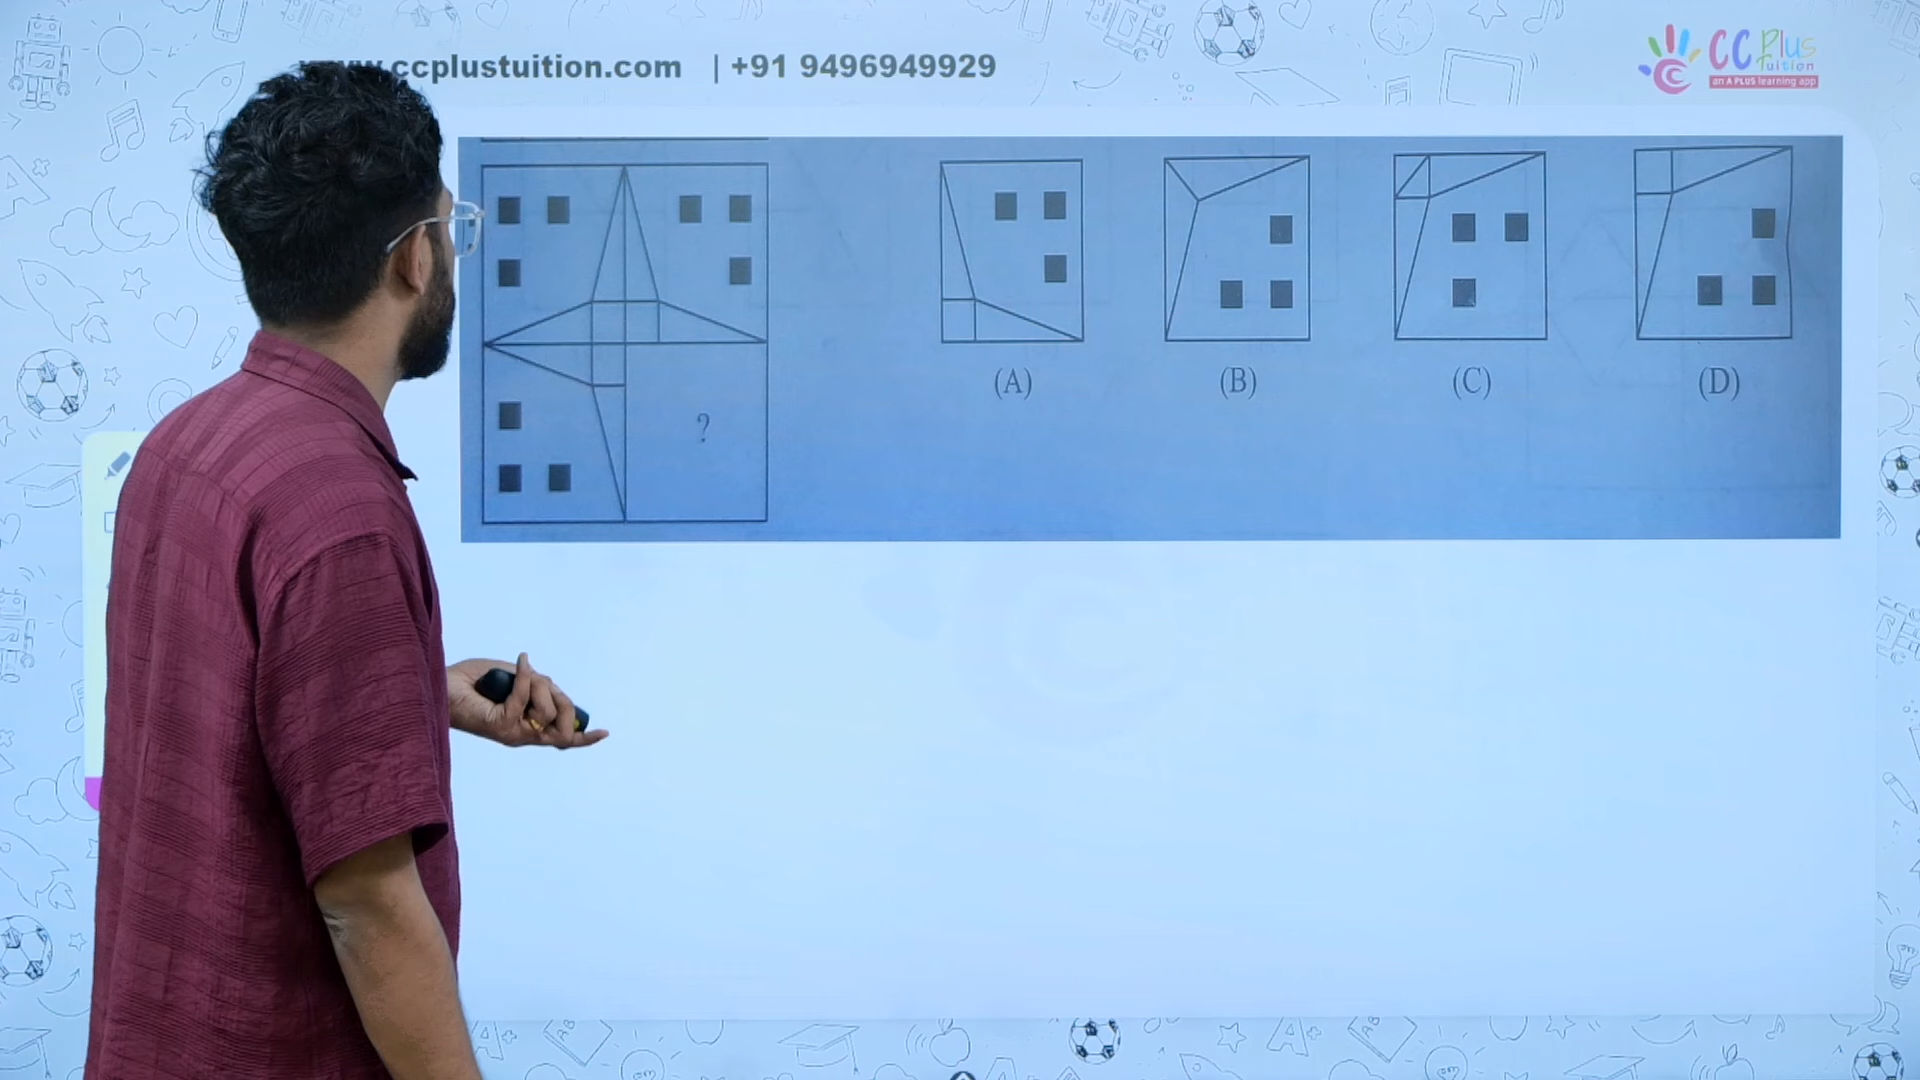 ccplustuition.com | +91 9496949929
CC Plus
Tuition
an A PLUS learning app
?
(A) (B) (C) (D)